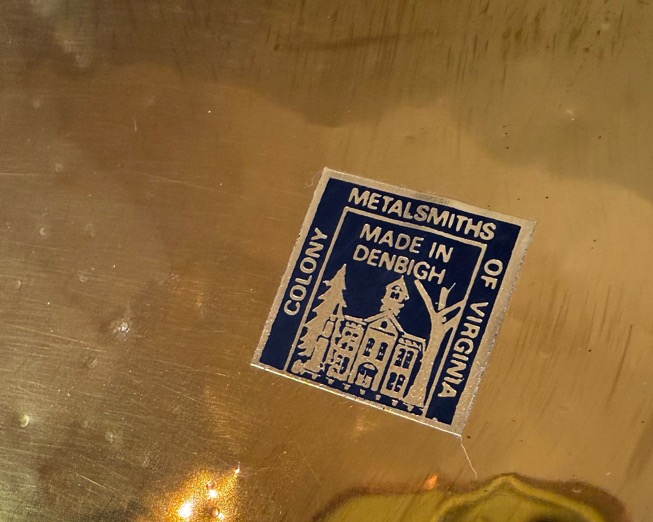 COLONY
METALSMITHS
OF VIRGINIA
MADE IN
DENBIGH